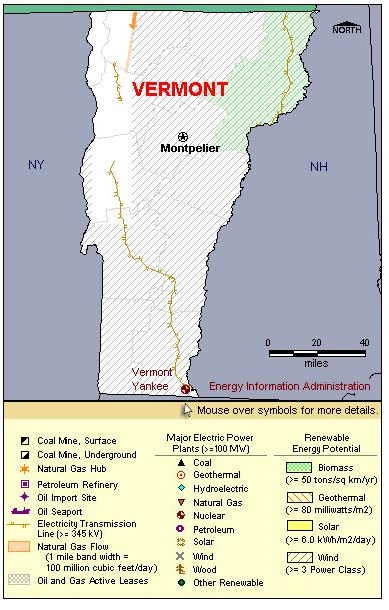 NORTH
VERMONT
Montpelier
NY
NH
0 20 40
miles
Vermont
Yankee
Energy Information Administration
Mouse over symbols for more details.
Coal Mine, Surface
Coal Mine, Underground
Natural Gas Hub
Petroleum Refinery
Oil Import Site
Oil Seaport
Electricity Transmission
Line (>= 345 kV)
Natural Gas Flow
(1 mile band width =
100 million cubic feet/day)
Oil and Gas Active Leases
Major Electric Power
Plants (>=100 MW)
Coal
Geothermal
Hydroelectric
Natural Gas
Nuclear
Petroleum
Solar
Wind
Wood
Other Renewable
Renewable
Energy Potential
Biomass
(>= 50 tons/sq km/yr)
Geothermal
(>= 80 milliwatts/m2)
Solar
(>= 6.0 kWh/m2/day)
Wind
(>= 3 Power Class)